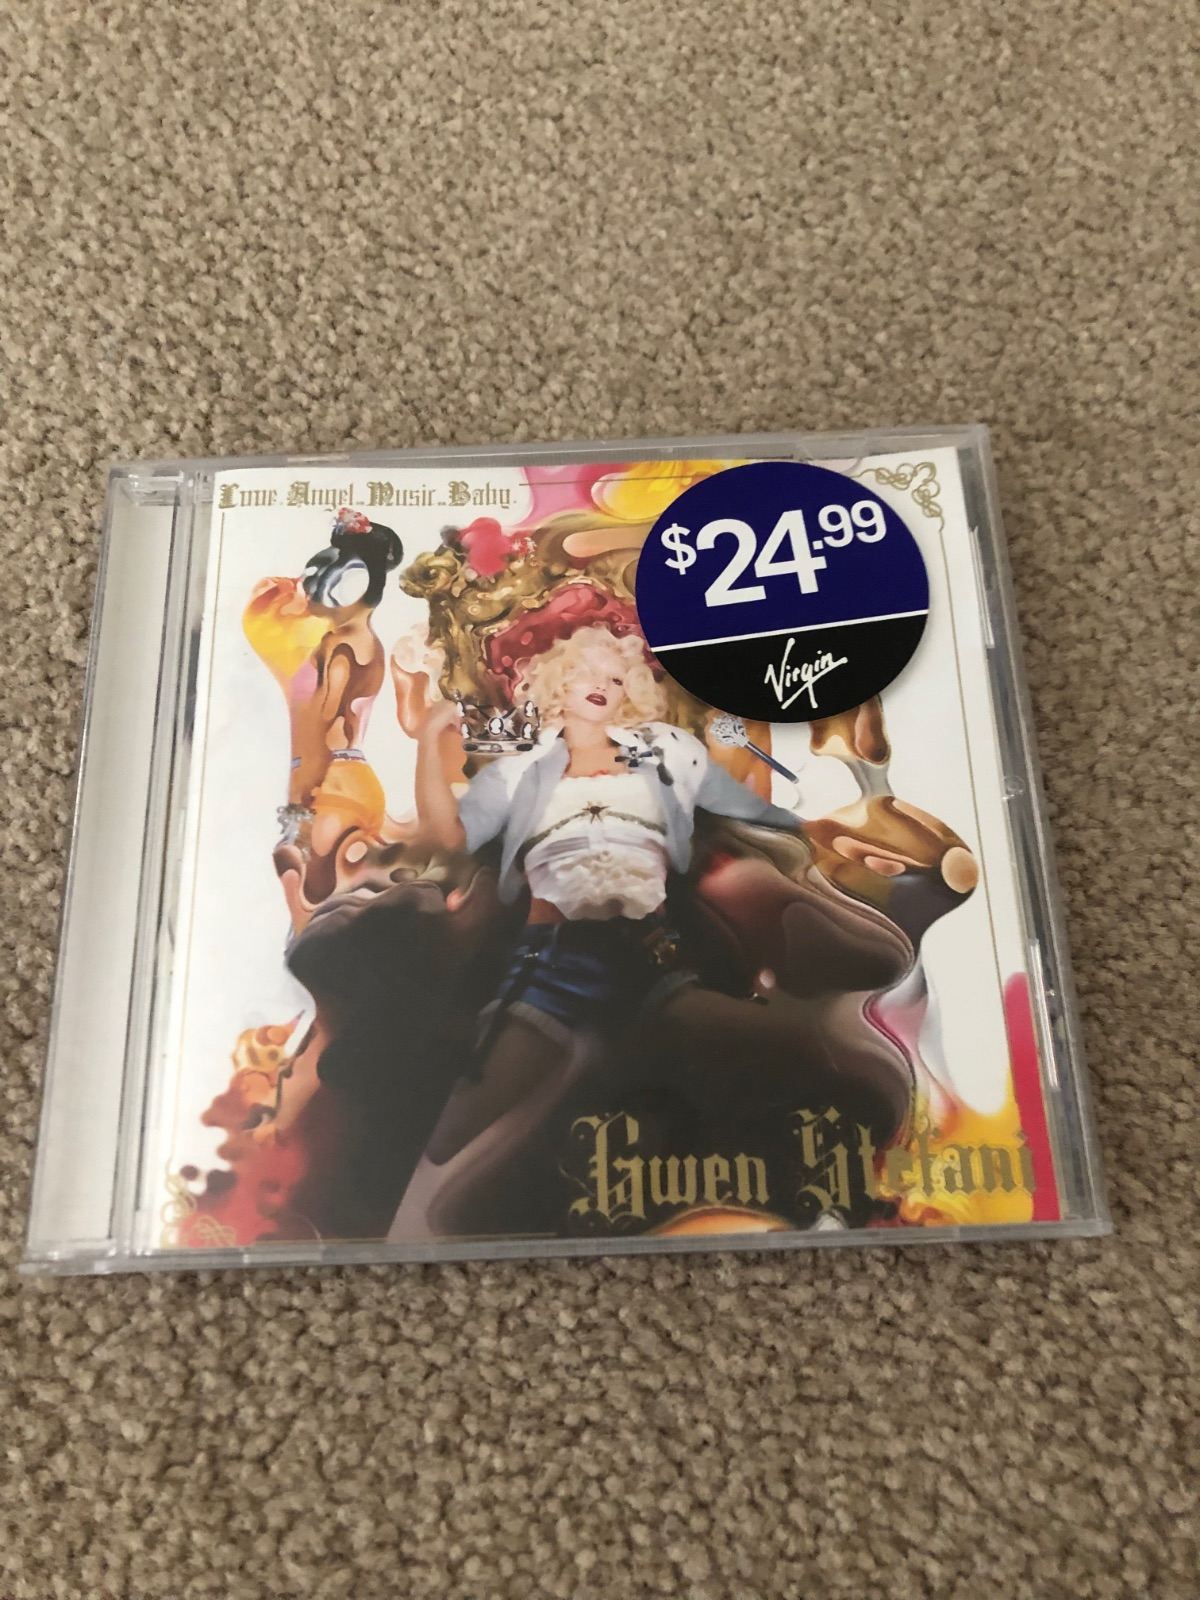 Love. Angel. Music. Baby.
$24.99
Virgin
Gwen Stefani